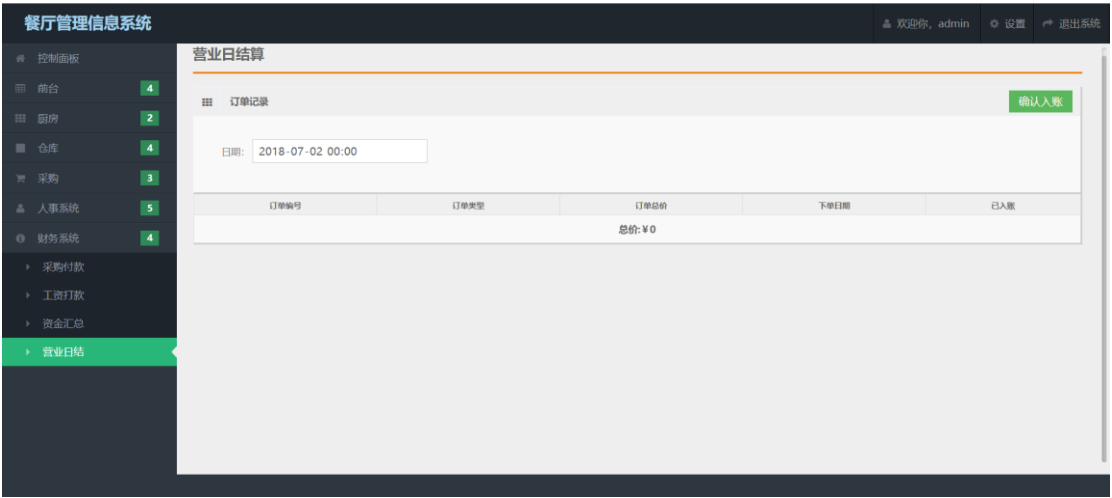 餐厅管理信息系统
欢迎你, admin 设置 退出系统
控制面板
前台 4
厨房 2
仓库 4
采购 3
人事系统 5
财务系统 4
采购付款
工资打款
资金汇总
营业日结
营业日结算
订单记录 确认入账
日期: 2018-07-02 00:00
订单编号 订单类型 订单总价 下单日期 已入账
总价:¥0